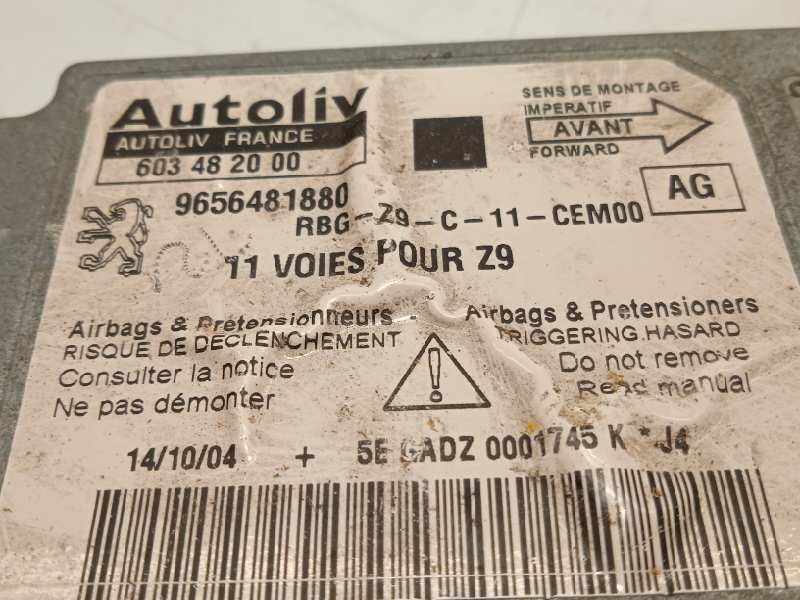 Autoliv
AUTOLIV FRANCE
603 48 20 00
SENS DE MONTAGE
IMPERATIF
AVANT
FORWARD
AG
9656481880
RBG-Z9-C-11-CEM00
11 VOIES POUR Z9
Airbags & Prétensionneurs
RISQUE DE DECLENCHEMENT
Consulter la notice
Ne pas démonter
Airbags & Pretensioners
TRIGGERING.HASARD
Do not remove
Read manual
14/10/04 + 5E GADZ 0001745 K * J4